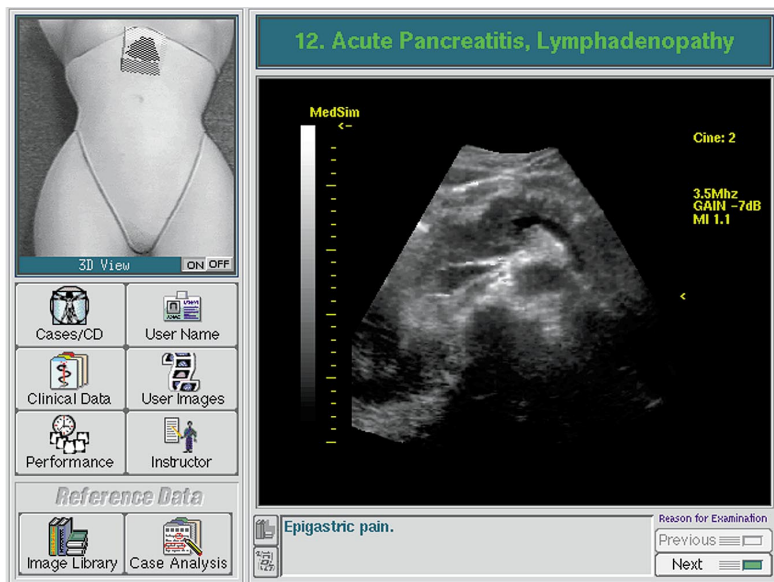 12. Acute Pancreatitis, Lymphadenopathy
MedSim
Cine: 2
3.5Mhz
GAIN -7dB
MI 1.1
3D View
ON OFF
Cases/CD
User Name
Clinical Data
User Images
Performance
Instructor
Reference Data
Image Library
Case Analysis
Epigastric pain.
Reason for Examination
Previous
Next